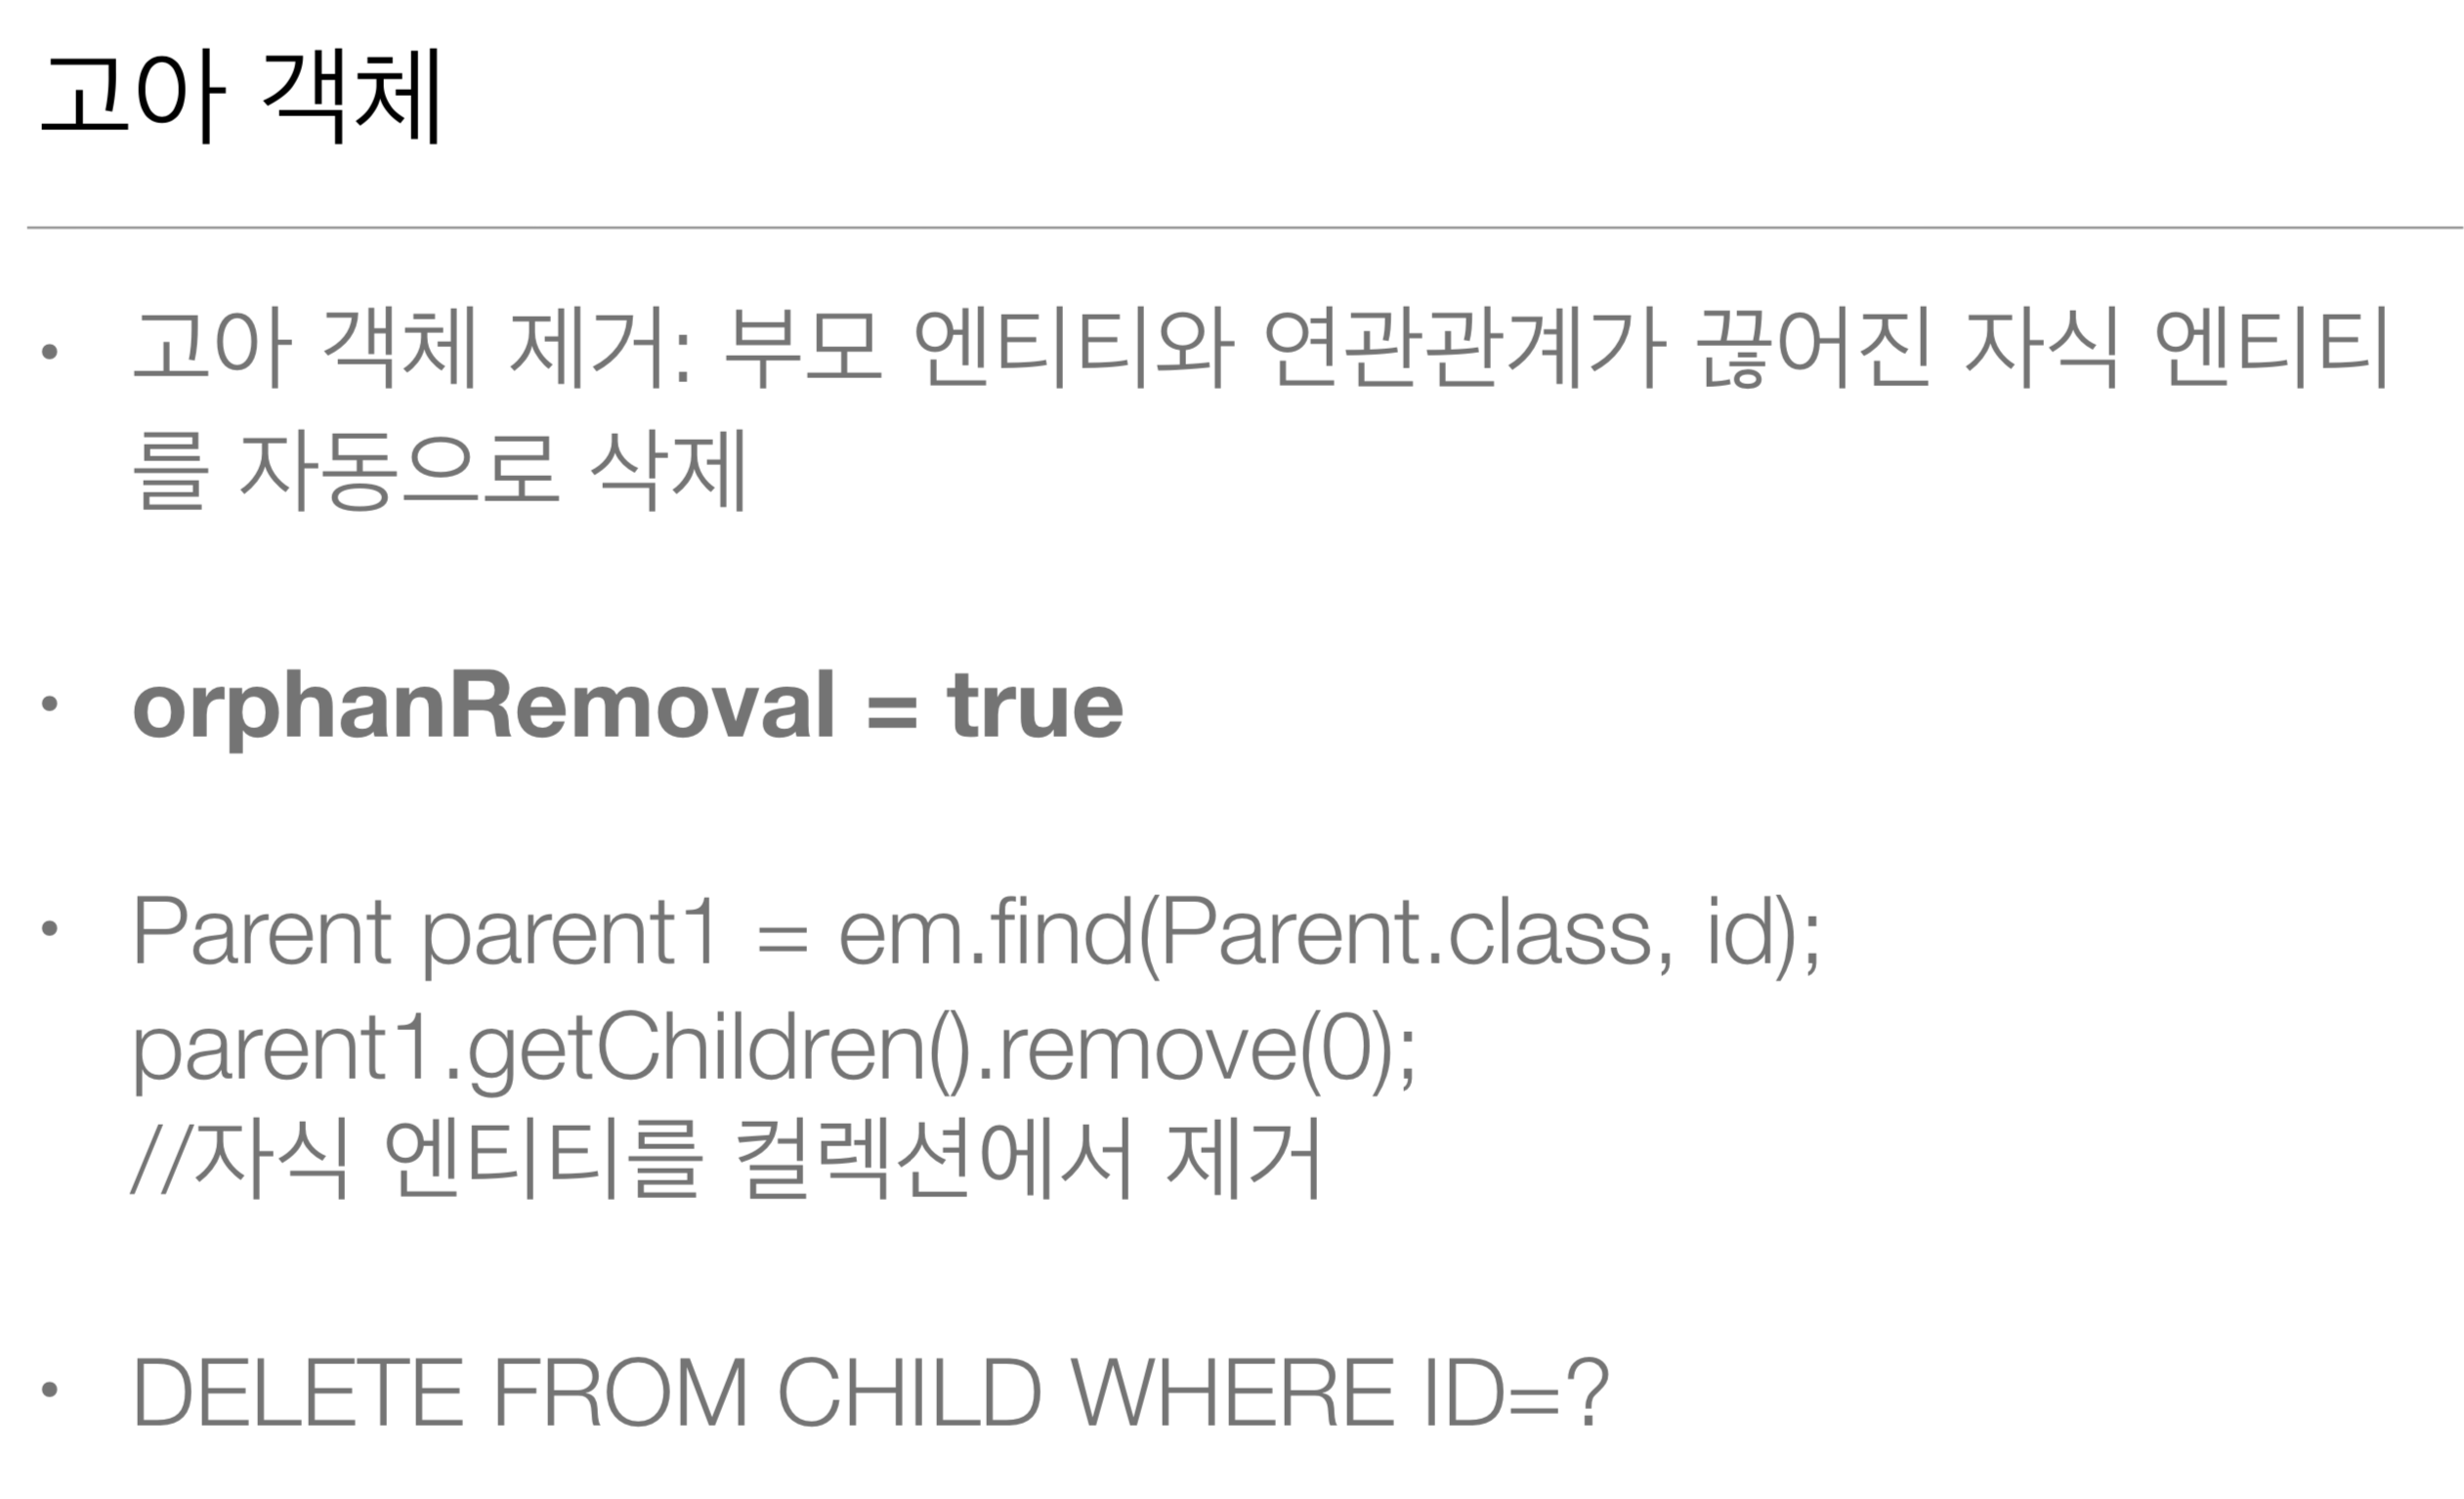 고아 객체
• 고아 객체 제거: 부모 엔티티와 연관관계가 끊어진 자식 엔티티
를 자동으로 삭제
• orphanRemoval = true
• Parent parent1 = em.find(Parent.class, id);
parent1.getChildren().remove(0);
//자식 엔티티를 컬렉션에서 제거
• DELETE FROM CHILD WHERE ID=?